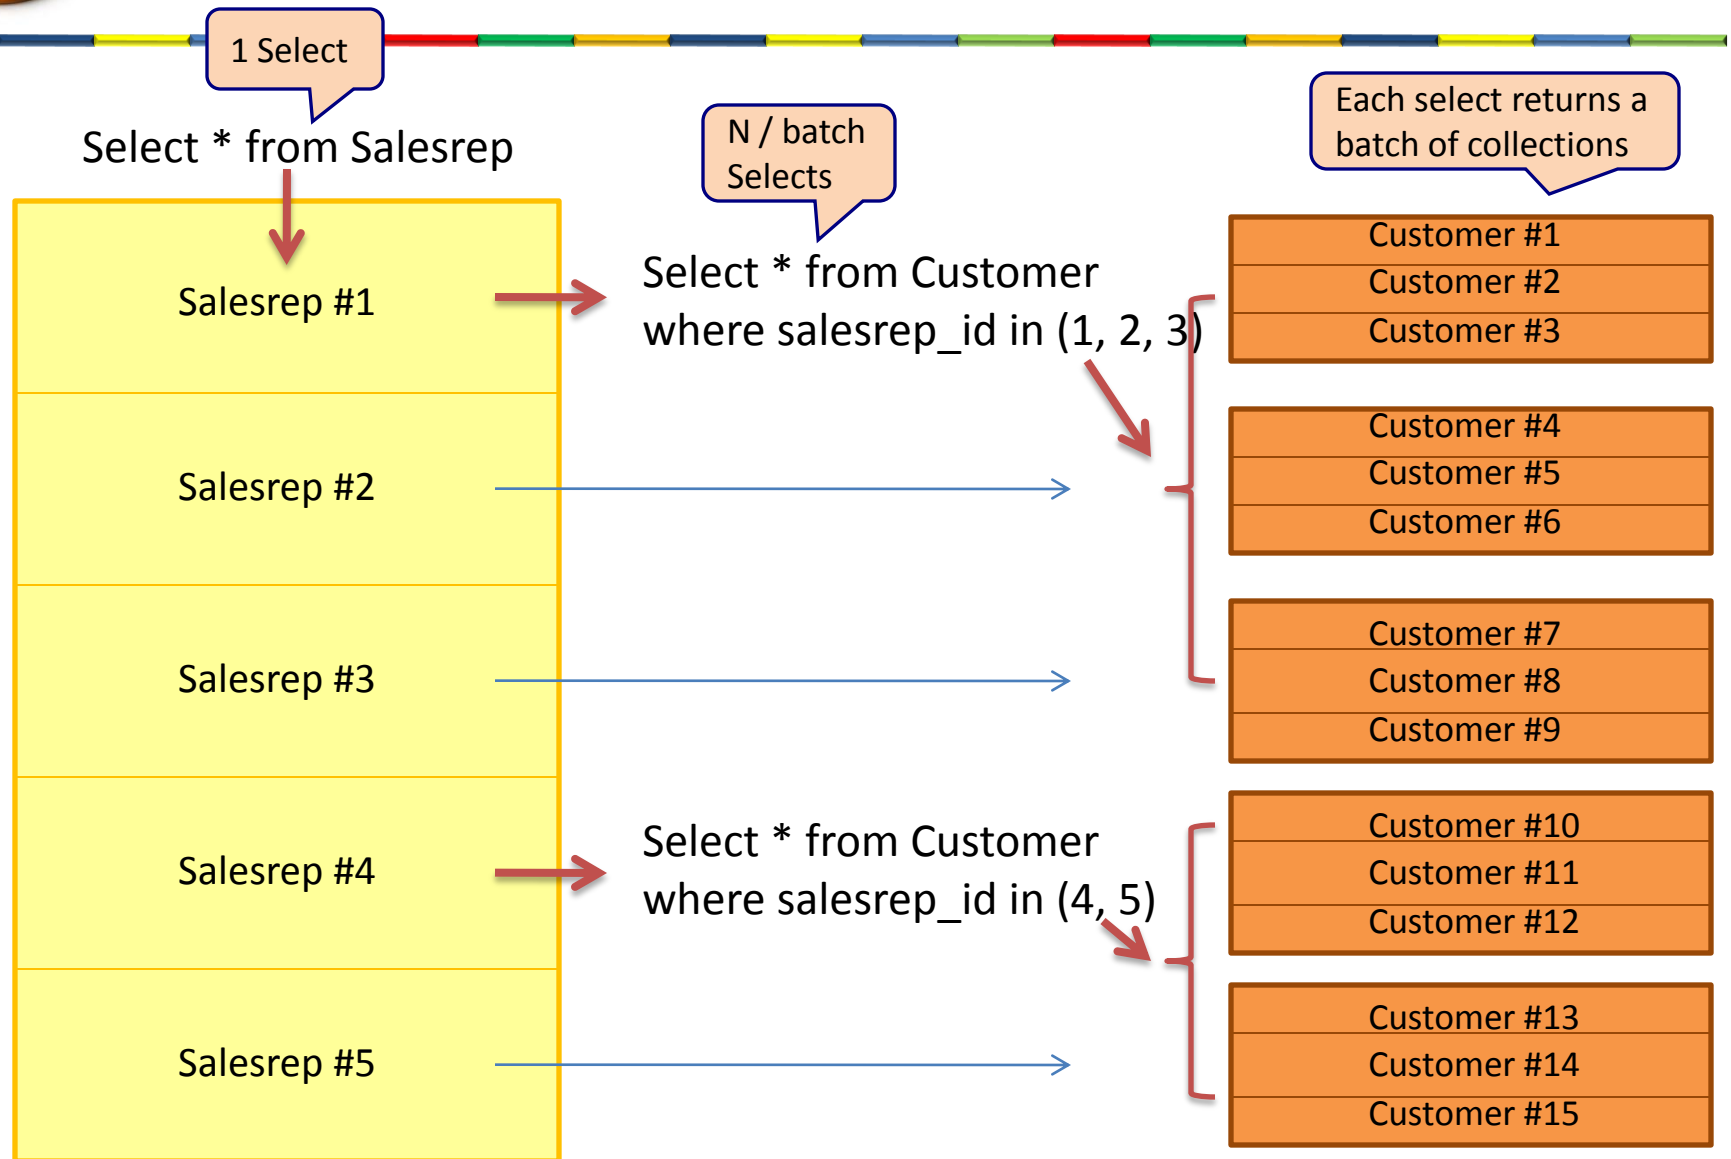 1 Select
Select * from Salesrep
N / batch
Selects
Each select returns a
batch of collections
Salesrep #1
Select * from Customer
where salesrep_id in (1, 2, 3)
Customer #1
Customer #2
Customer #3
Salesrep #2
Customer #4
Customer #5
Customer #6
Salesrep #3
Customer #7
Customer #8
Customer #9
Salesrep #4
Select * from Customer
where salesrep_id in (4, 5)
Customer #10
Customer #11
Customer #12
Salesrep #5
Customer #13
Customer #14
Customer #15